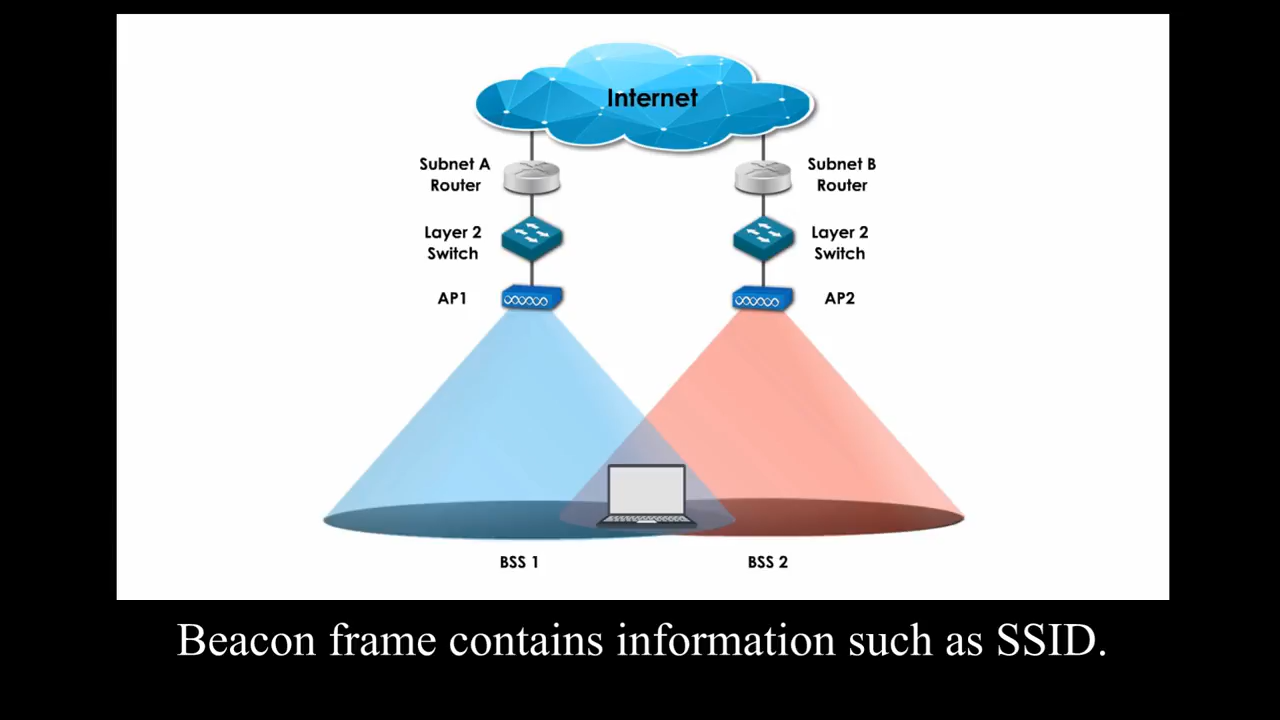 Internet
Subnet A
Router
Subnet B
Router
Layer 2
Switch
Layer 2
Switch
AP1
AP2
BSS 1
BSS 2
Beacon frame contains information such as SSID.